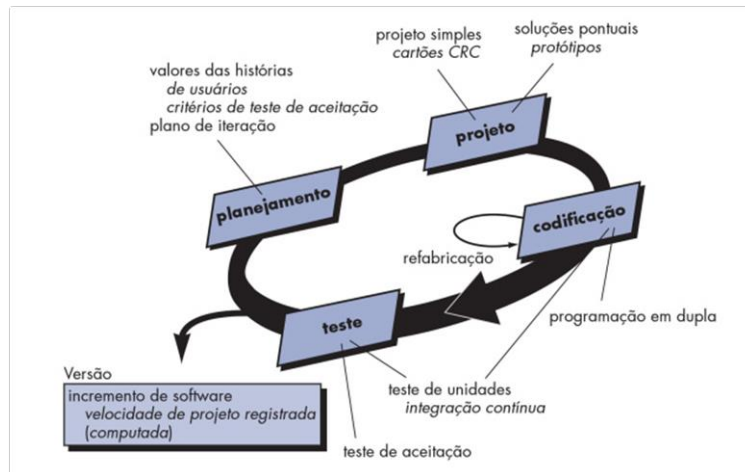 projeto simples
cartões CRC
soluções pontuais
protótipos
valores das histórias
de usuários
critérios de teste de aceitação
plano de iteração
projeto
planejamento
codificação
refabricação
programação em dupla
teste
teste de unidades
integração contínua
teste de aceitação
Versão
incremento de software
velocidade de projeto registrada
(computada)